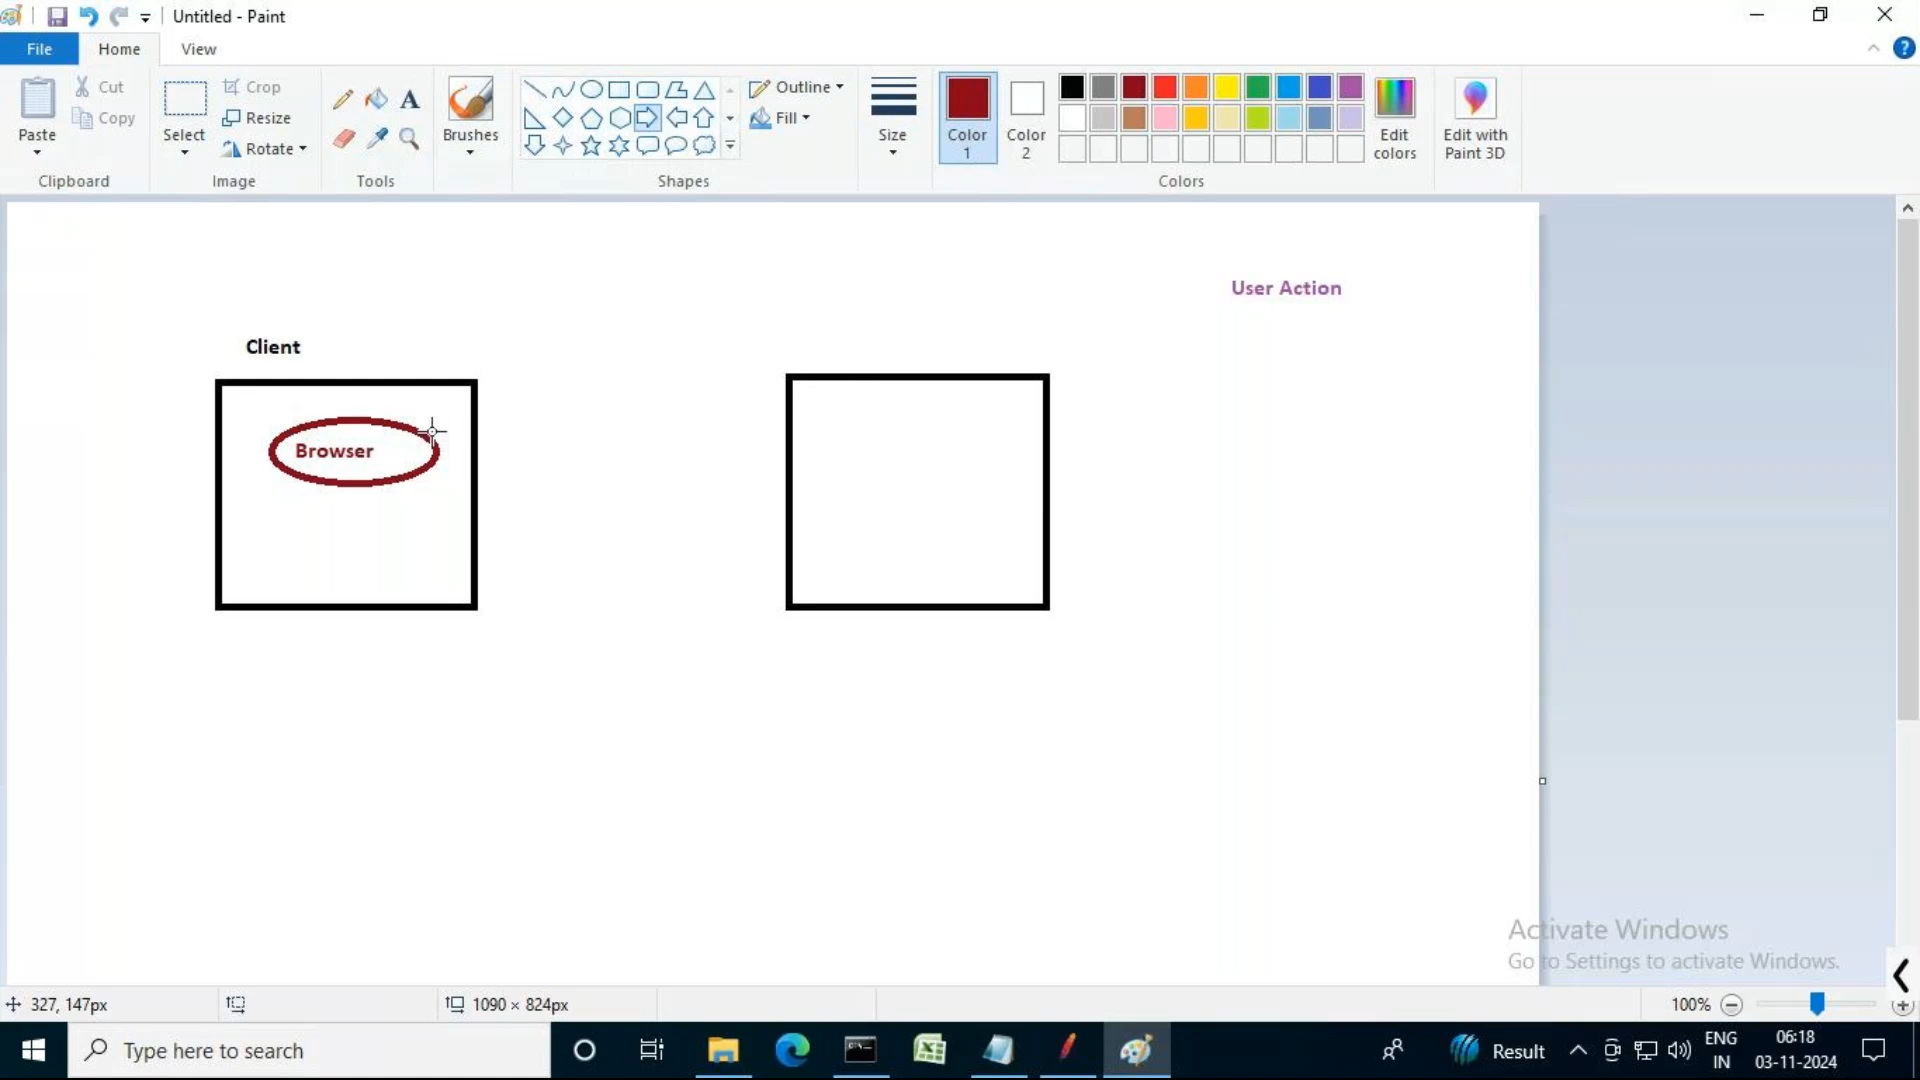 Untitled - Paint
File
Home
View
Paste
Cut
Copy
Clipboard
Select
Crop
Resize
Rotate
Image
A
Tools
Brushes
Shapes
Outline
Fill
Size
Color
1
Color
2
Edit
colors
Colors
Edit with
Paint 3D
User Action
Client
Browser
Activate Windows
Go to Settings to activate Windows.
327, 147px
1090 × 824px
100%
Type here to search
Result
ENG
IN
06:18
03-11-2024